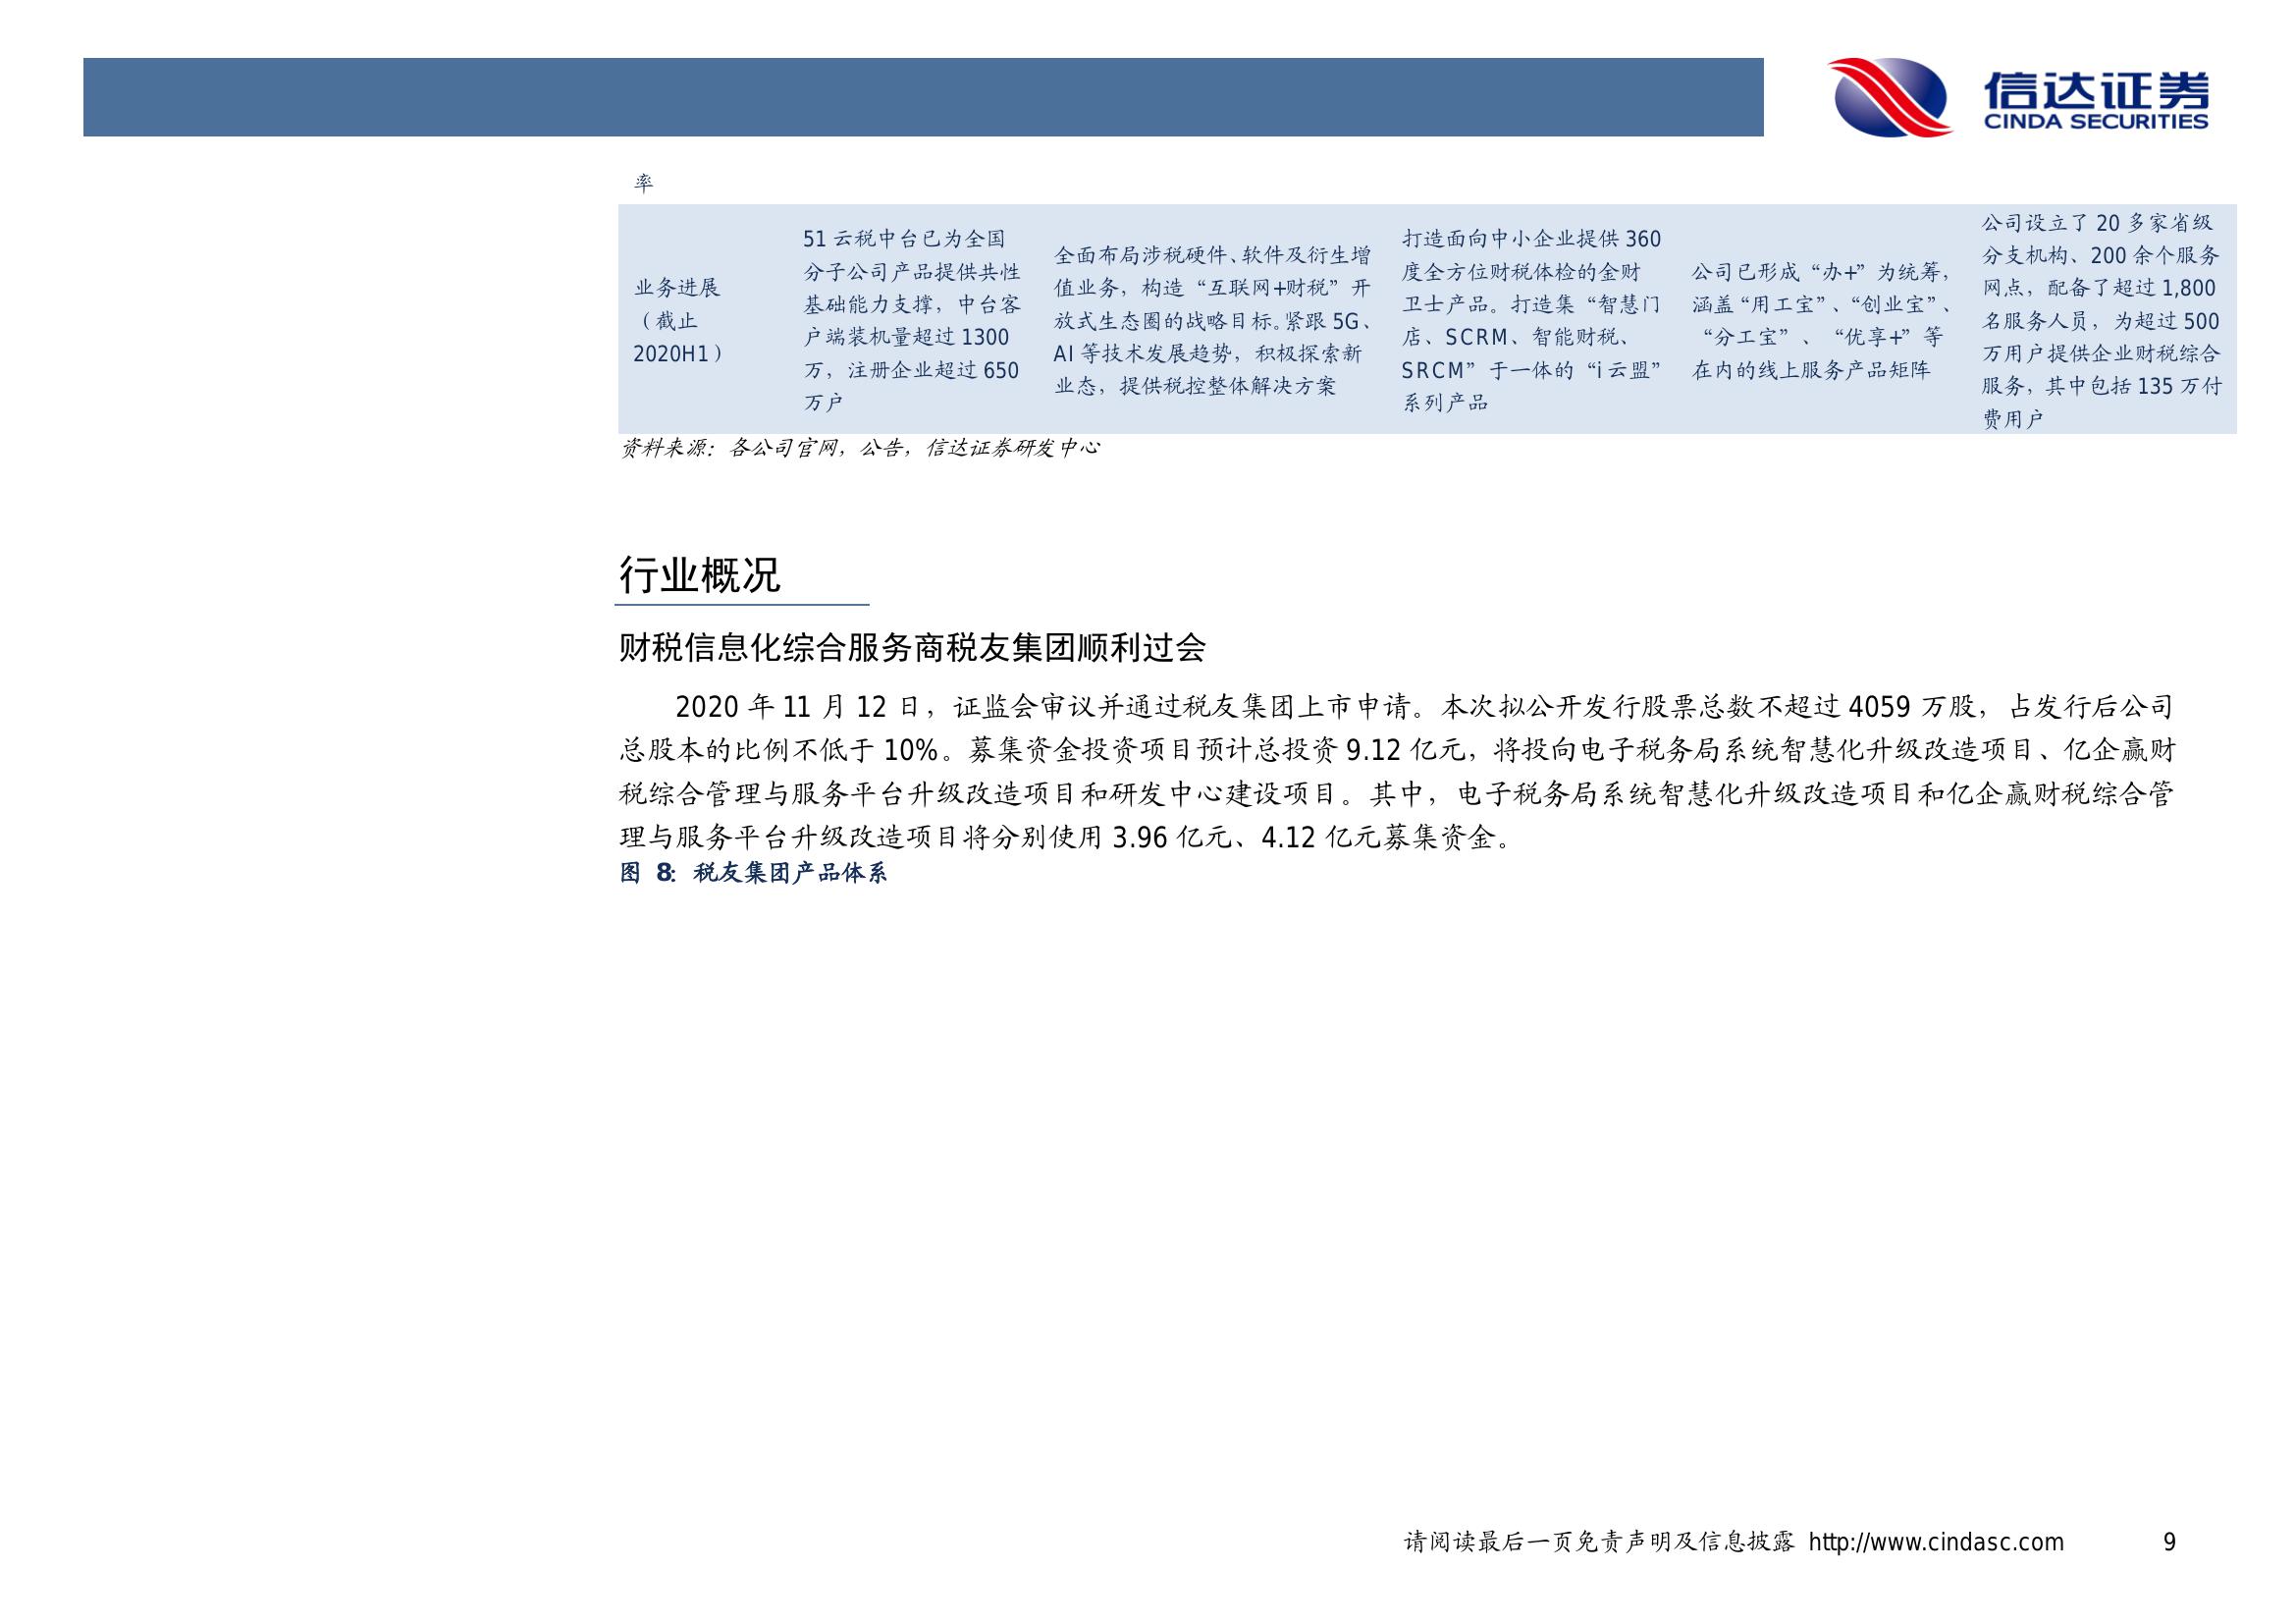 信达证券
CINDA SECURITIES
率
业务进展
（截止
2020H1）
51 云税中台已为全国
分子公司产品提供共性
基础能力支撑，中台客
户端装机量超过 1300
万，注册企业超过 650
万户
全面布局涉税硬件、软件及衍生增
值业务，构造“互联网+财税”开
放式生态圈的战略目标。紧跟 5G、
AI 等技术发展趋势，积极探索新
业态，提供税控整体解决方案
打造面向中小企业提供 360
度全方位财税体检的金财
卫士产品。打造集“智慧门
店、SCRM、智能财税、
SRCM”于一体的“i 云盟”
系列产品
公司已形成“办+”为统筹，
涵盖“用工宝”、“创业宝”、
“分工宝”、“优享+”等
在内的线上服务产品矩阵
公司设立了 20 多家省级
分支机构、200 余个服务
网点，配备了超过 1,800
名服务人员，为超过 500
万用户提供企业财税综合
服务，其中包括 135 万付
费用户
资料来源：各公司官网，公告，信达证券研发中心
行业概况
财税信息化综合服务商税友集团顺利过会
2020 年 11 月 12 日，证监会审议并通过税友集团上市申请。本次拟公开发行股票总数不超过 4059 万股，占发行后公司
总股本的比例不低于 10%。募集资金投资项目预计总投资 9.12 亿元，将投向电子税务局系统智慧化升级改造项目、亿企赢财
税综合管理与服务平台升级改造项目和研发中心建设项目。其中，电子税务局系统智慧化升级改造项目和亿企赢财税综合管
理与服务平台升级改造项目将分别使用 3.96 亿元、4.12 亿元募集资金。
图 8：税友集团产品体系
请阅读最后一页免责声明及信息披露 http://www.cindasc.com 9